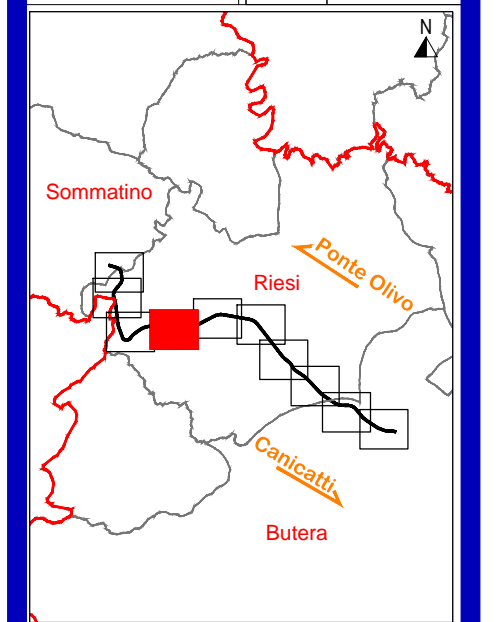 N
Sommatino
Ponte Olivo
Riesi
Canicatti
Butera